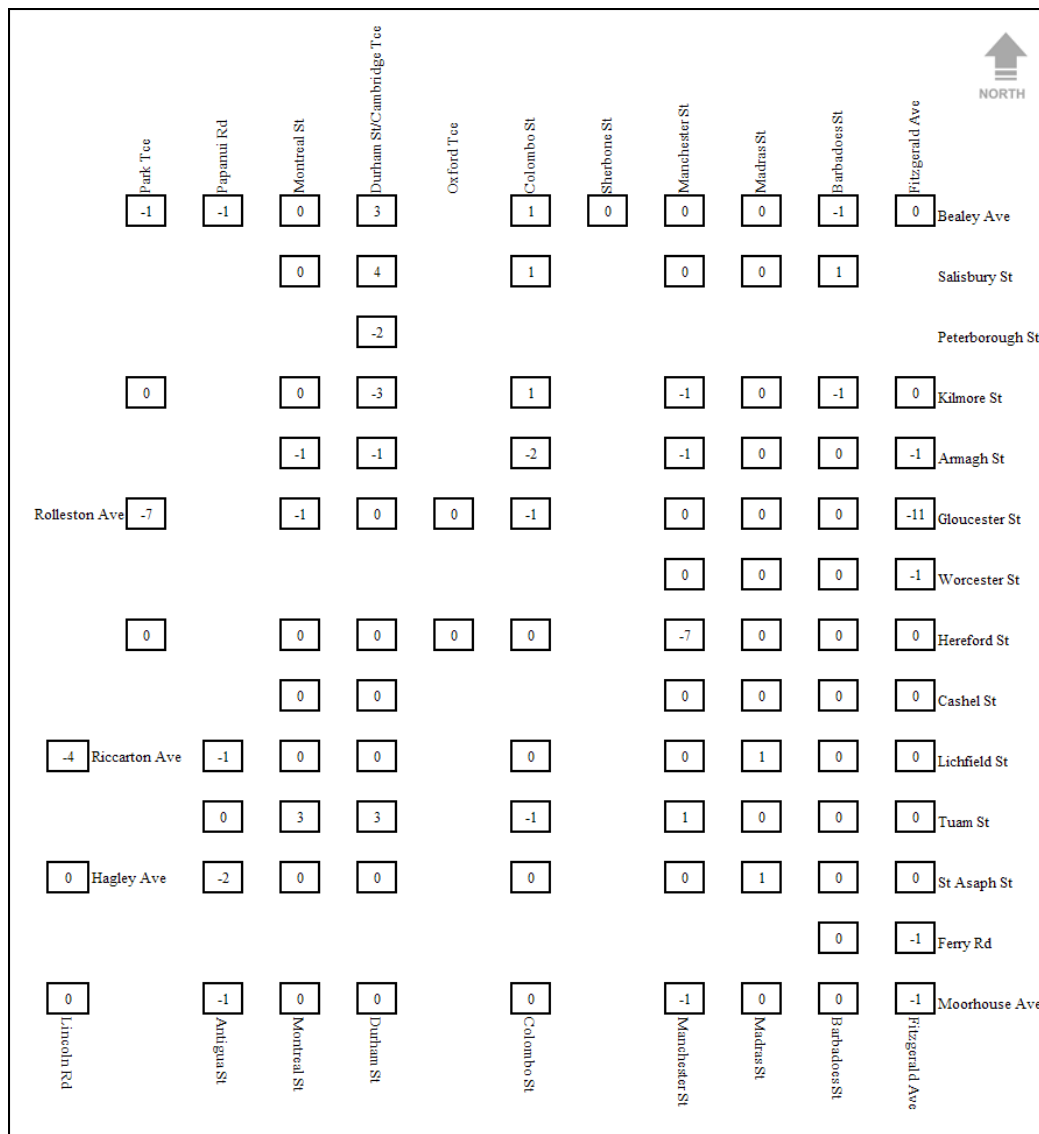 NORTH
Park Tce Papanui Rd Montreal St Durham St/Cambridge Tce Oxford Tce Colombo St Sherbone St Manchester St Madras St Barbadoes St Fitzgerald Ave
-1 -1 0 3 1 0 0 0 -1 0 Bealey Ave
0 4 1 0 0 1 Salisbury St
-2 Peterborough St
0 0 -3 1 -1 0 -1 0 Kilmore St
-1 -1 -2 -1 0 0 -1 Armagh St
Rolleston Ave -7 -1 0 0 -1 0 0 0 -11 Gloucester St
0 0 0 -1 Worcester St
0 0 0 0 0 -7 0 0 0 Hereford St
0 0 0 0 0 0 Cashel St
-4 Riccarton Ave -1 0 0 0 0 1 0 0 Lichfield St
0 3 3 -1 1 0 0 0 Tuam St
0 Hagley Ave -2 0 0 0 0 1 0 0 St Asaph St
0 -1 Ferry Rd
0 -1 0 0 0 -1 0 0 -1 Moorhouse Ave
Lincoln Rd Antigua St Montreal St Durham St Colombo St Manchester St Madras St Barbadoes St Fitzgerald Ave